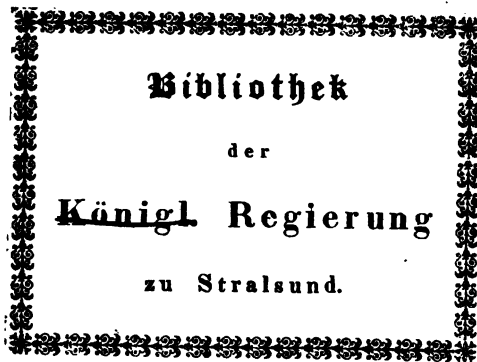 Bibliothek
der
Königl. Regierung
zu Stralsund.